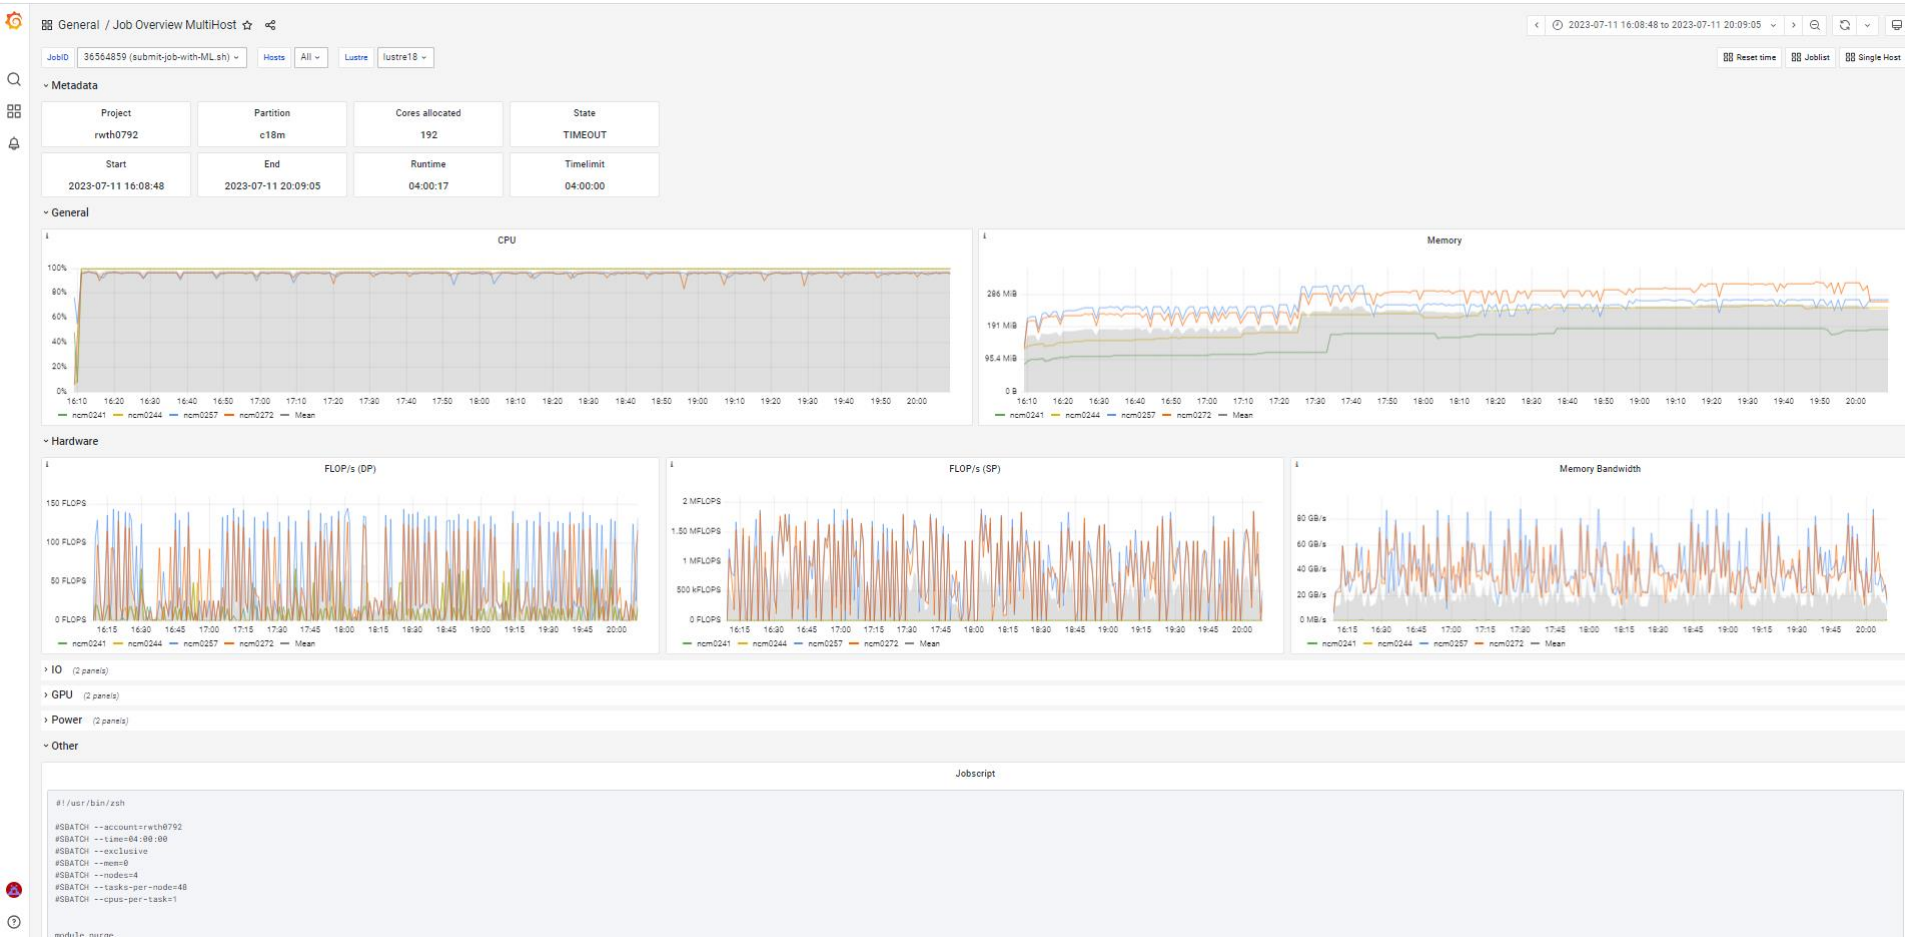 General / Job Overview MultiHost
2023-07-11 16:08:48 to 2023-07-11 20:09:05
JobID 36564859 (submit-job-with-ML.sh) Hosts All Lustre lustre18
Reset time Joblist Single Host
Metadata
Project Partition Cores allocated State
rwth0792 c18m 192 TIMEOUT
Start End Runtime Timelimit
2023-07-11 16:08:48 2023-07-11 20:09:05 04:00:17 04:00:00
General
CPU
100%
80%
60%
40%
20%
0%
16:10 16:20 16:30 16:40 16:50 17:00 17:10 17:20 17:30 17:40 17:50 18:00 18:10 18:20 18:30 18:40 18:50 19:00 19:10 19:20 19:30 19:40 19:50 20:00
ncm0241 ncm0244 ncm0257 ncm0272 Mean
Memory
286 MiB
191 MiB
95.4 MiB
0 B
16:10 16:20 16:30 16:40 16:50 17:00 17:10 17:20 17:30 17:40 17:50 18:00 18:10 18:20 18:30 18:40 18:50 19:00 19:10 19:20 19:30 19:40 19:50 20:00
ncm0241 ncm0244 ncm0257 ncm0272 Mean
Hardware
FLOP/s (DP)
150 FLOPS
100 FLOPS
50 FLOPS
0 FLOPS
16:15 16:30 16:45 17:00 17:15 17:30 17:45 18:00 18:15 18:30 18:45 19:00 19:15 19:30 19:45 20:00
ncm0241 ncm0244 ncm0257 ncm0272 Mean
FLOP/s (SP)
2 MFLOPS
1.50 MFLOPS
1 MFLOPS
500 kFLOPS
0 FLOPS
16:15 16:30 16:45 17:00 17:15 17:30 17:45 18:00 18:15 18:30 18:45 19:00 19:15 19:30 19:45 20:00
ncm0241 ncm0244 ncm0257 ncm0272 Mean
Memory Bandwidth
80 GB/s
60 GB/s
40 GB/s
20 GB/s
0 MB/s
16:15 16:30 16:45 17:00 17:15 17:30 17:45 18:00 18:15 18:30 18:45 19:00 19:15 19:30 19:45 20:00
ncm0241 ncm0244 ncm0257 ncm0272 Mean
IO (2 panels)
GPU (2 panels)
Power (2 panels)
Other
Jobscript
#!/usr/bin/zsh
#SBATCH --account=rwth0792
#SBATCH --time=04:00:00
#SBATCH --exclusive
#SBATCH --mem=0
#SBATCH --nodes=4
#SBATCH --tasks-per-node=48
#SBATCH --cpus-per-task=1
module purge